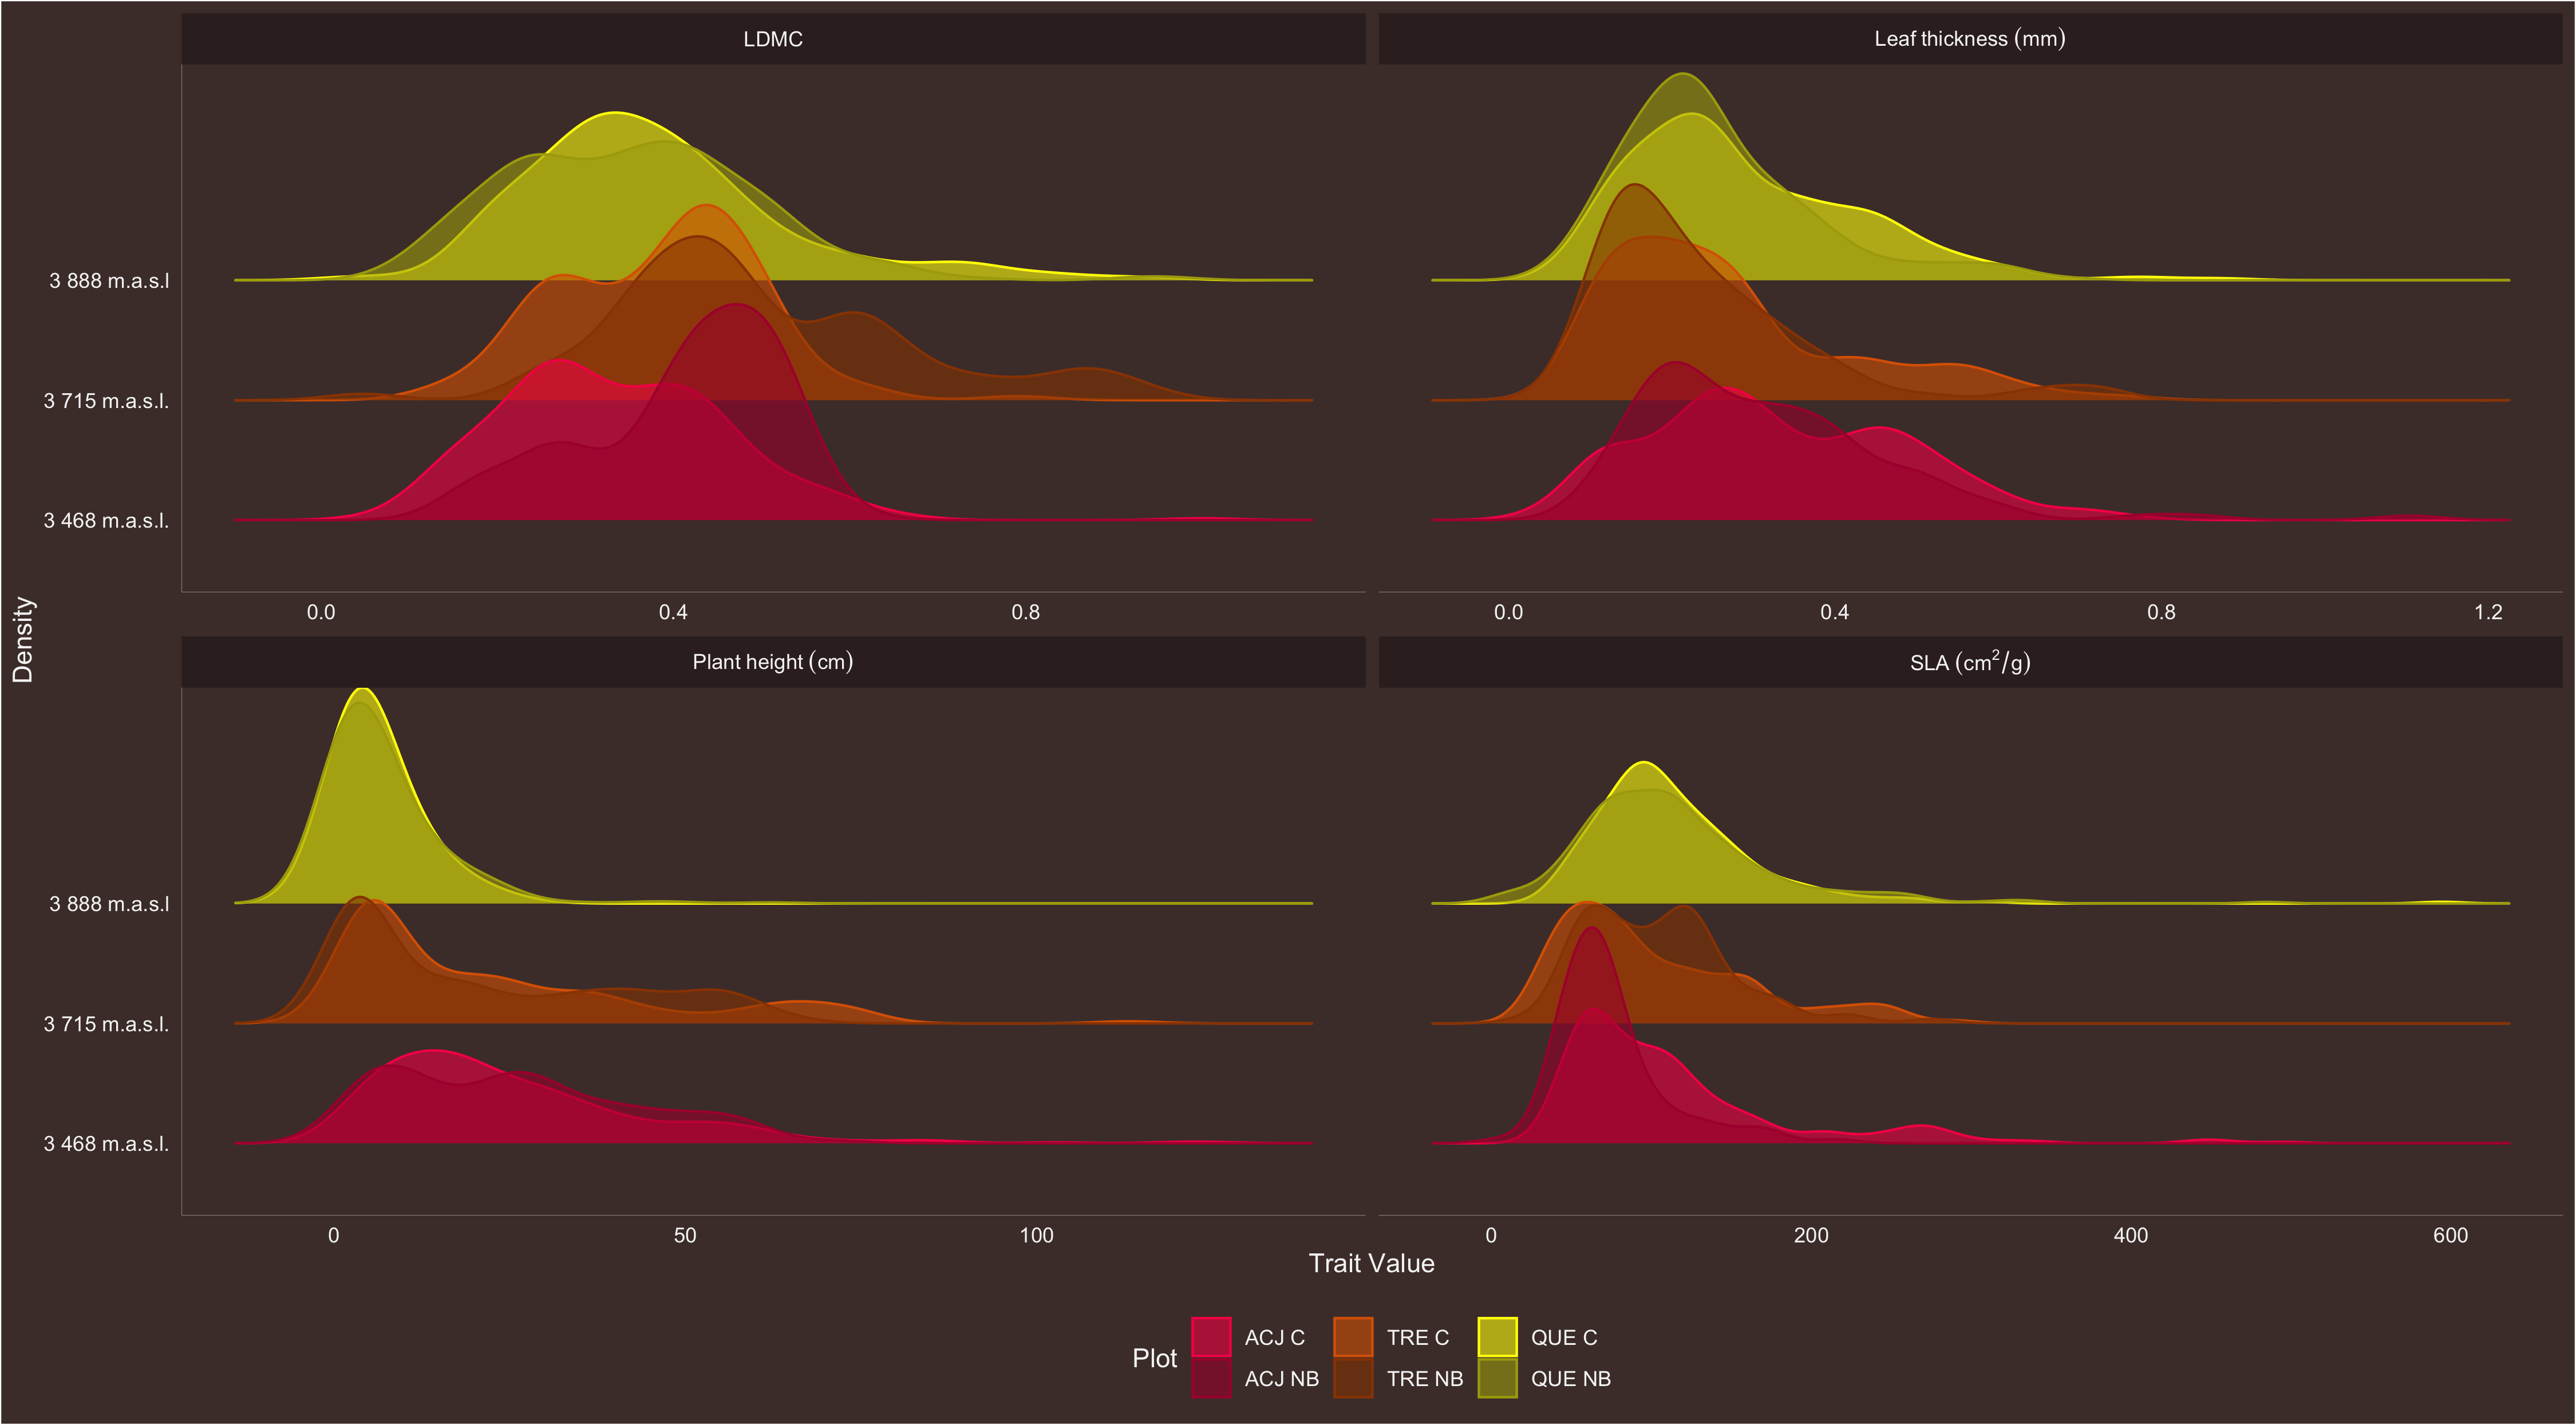 LDMC
Leaf thickness (mm)
3 888 m.a.s.l
3 715 m.a.s.l.
3 468 m.a.s.l.
0.0 0.4 0.8
0.0 0.4 0.8 1.2
Density
Plant height (cm)
SLA (cm²/g)
3 888 m.a.s.l
3 715 m.a.s.l.
3 468 m.a.s.l.
0 50 100
0 200 400 600
Trait Value
Plot
ACJ C TRE C QUE C
ACJ NB TRE NB QUE NB